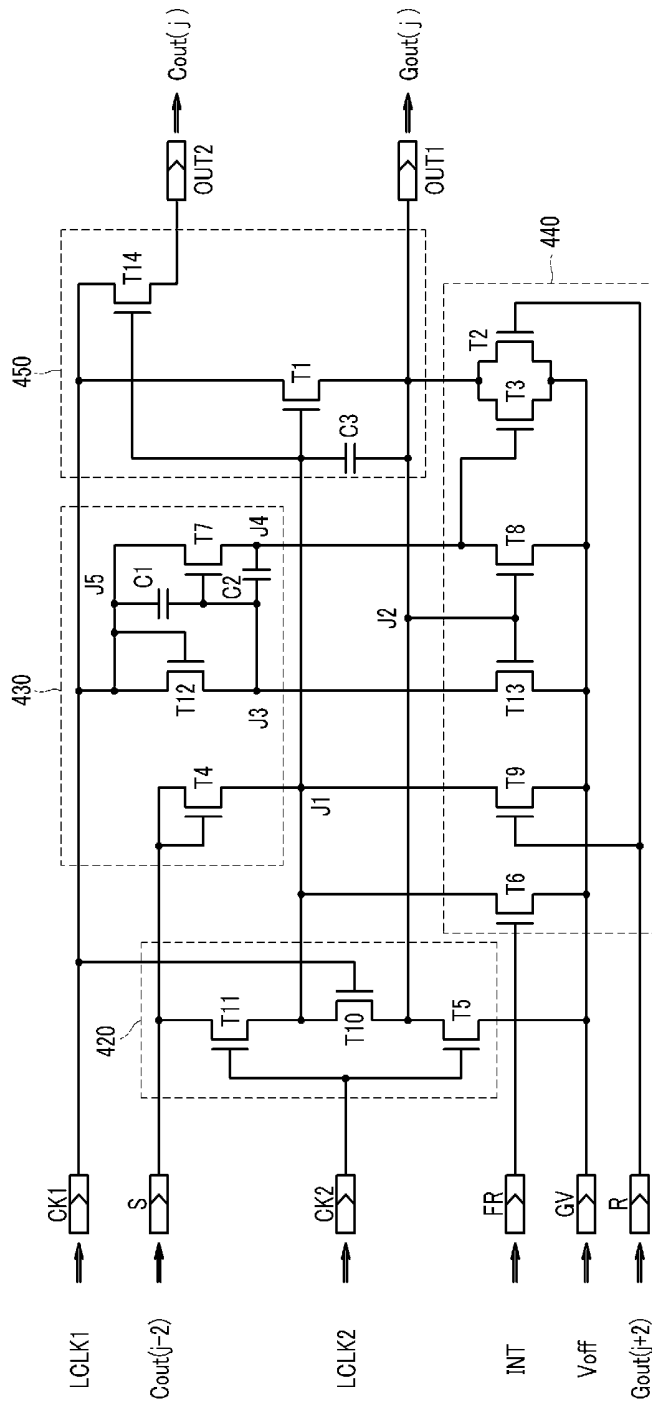 LCLK1
CK1
Cout(j-2)
S
LCLK2
CK2
INT
FR
Voff
GV
Gout(j+2)
R
420
T11
T10
T5
430
J5
C1
T12
T7
C2
J4
T4
J3
J1
J2
450
T14
T1
C3
OUT2
Cout(j)
OUT1
Gout(j)
440
T2
T3
T8
T13
T9
T6